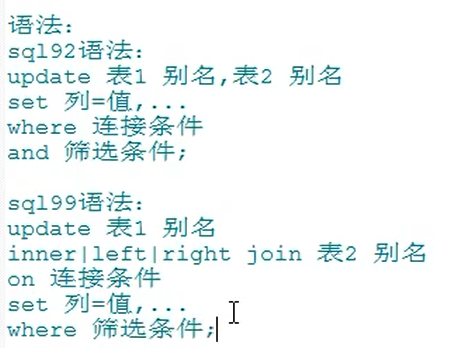 语法:
sql92语法:
update 表1 别名,表2 别名
set 列=值,...
where 连接条件
and 筛选条件;
sql99语法:
update 表1 别名
inner|left|right join 表2 别名
on 连接条件
set 列=值,...
where 筛选条件;